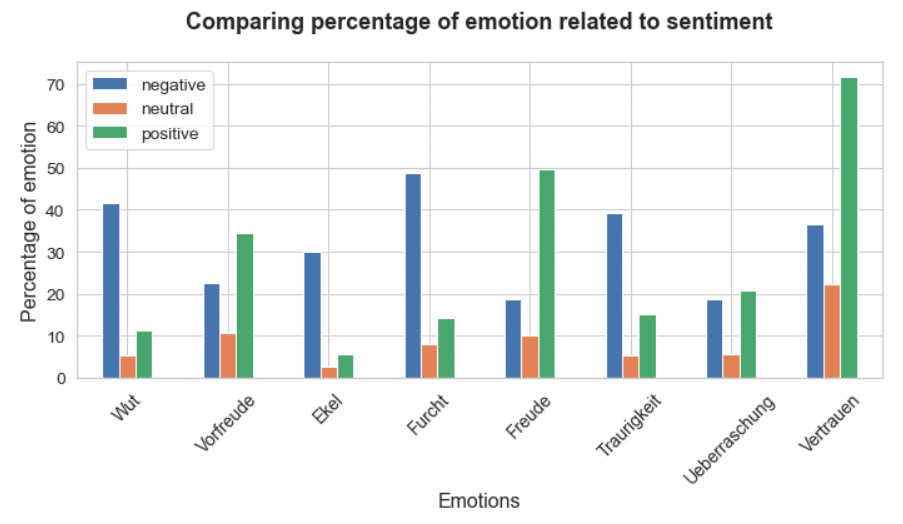 Comparing percentage of emotion related to sentiment
negative
neutral
positive
Percentage of emotion
70
60
50
40
30
20
10
0
Wut
Vorfreude
Ekel
Furcht
Freude
Traurigkeit
Ueberraschung
Vertrauen
Emotions